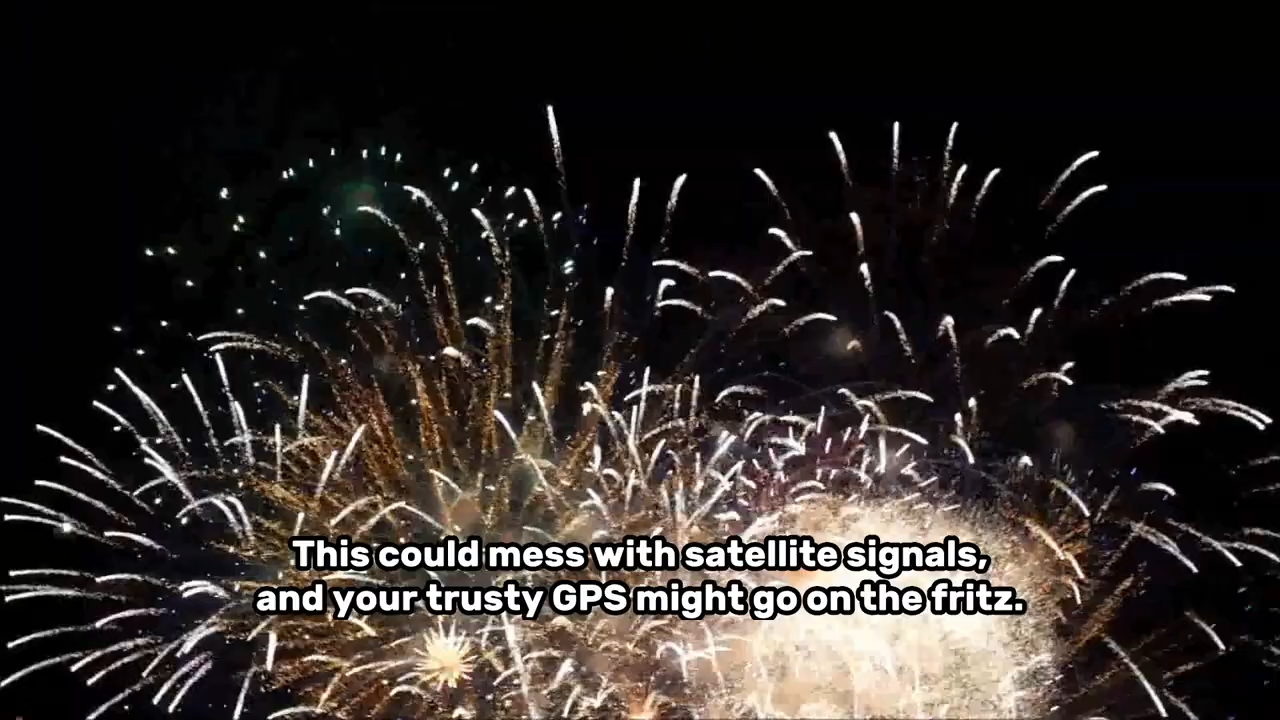 This could mess with satellite signals,
and your trusty GPS might go on the fritz.